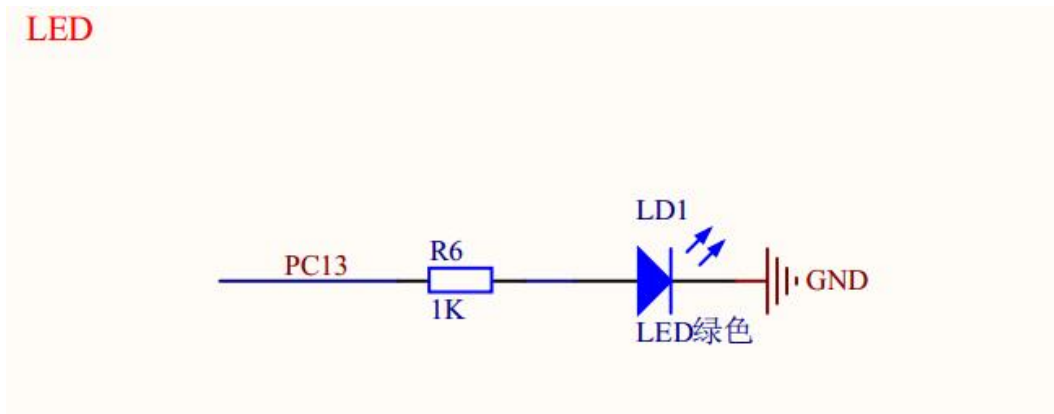 LED
LD1
R6
PC13
1K
GND
LED绿色